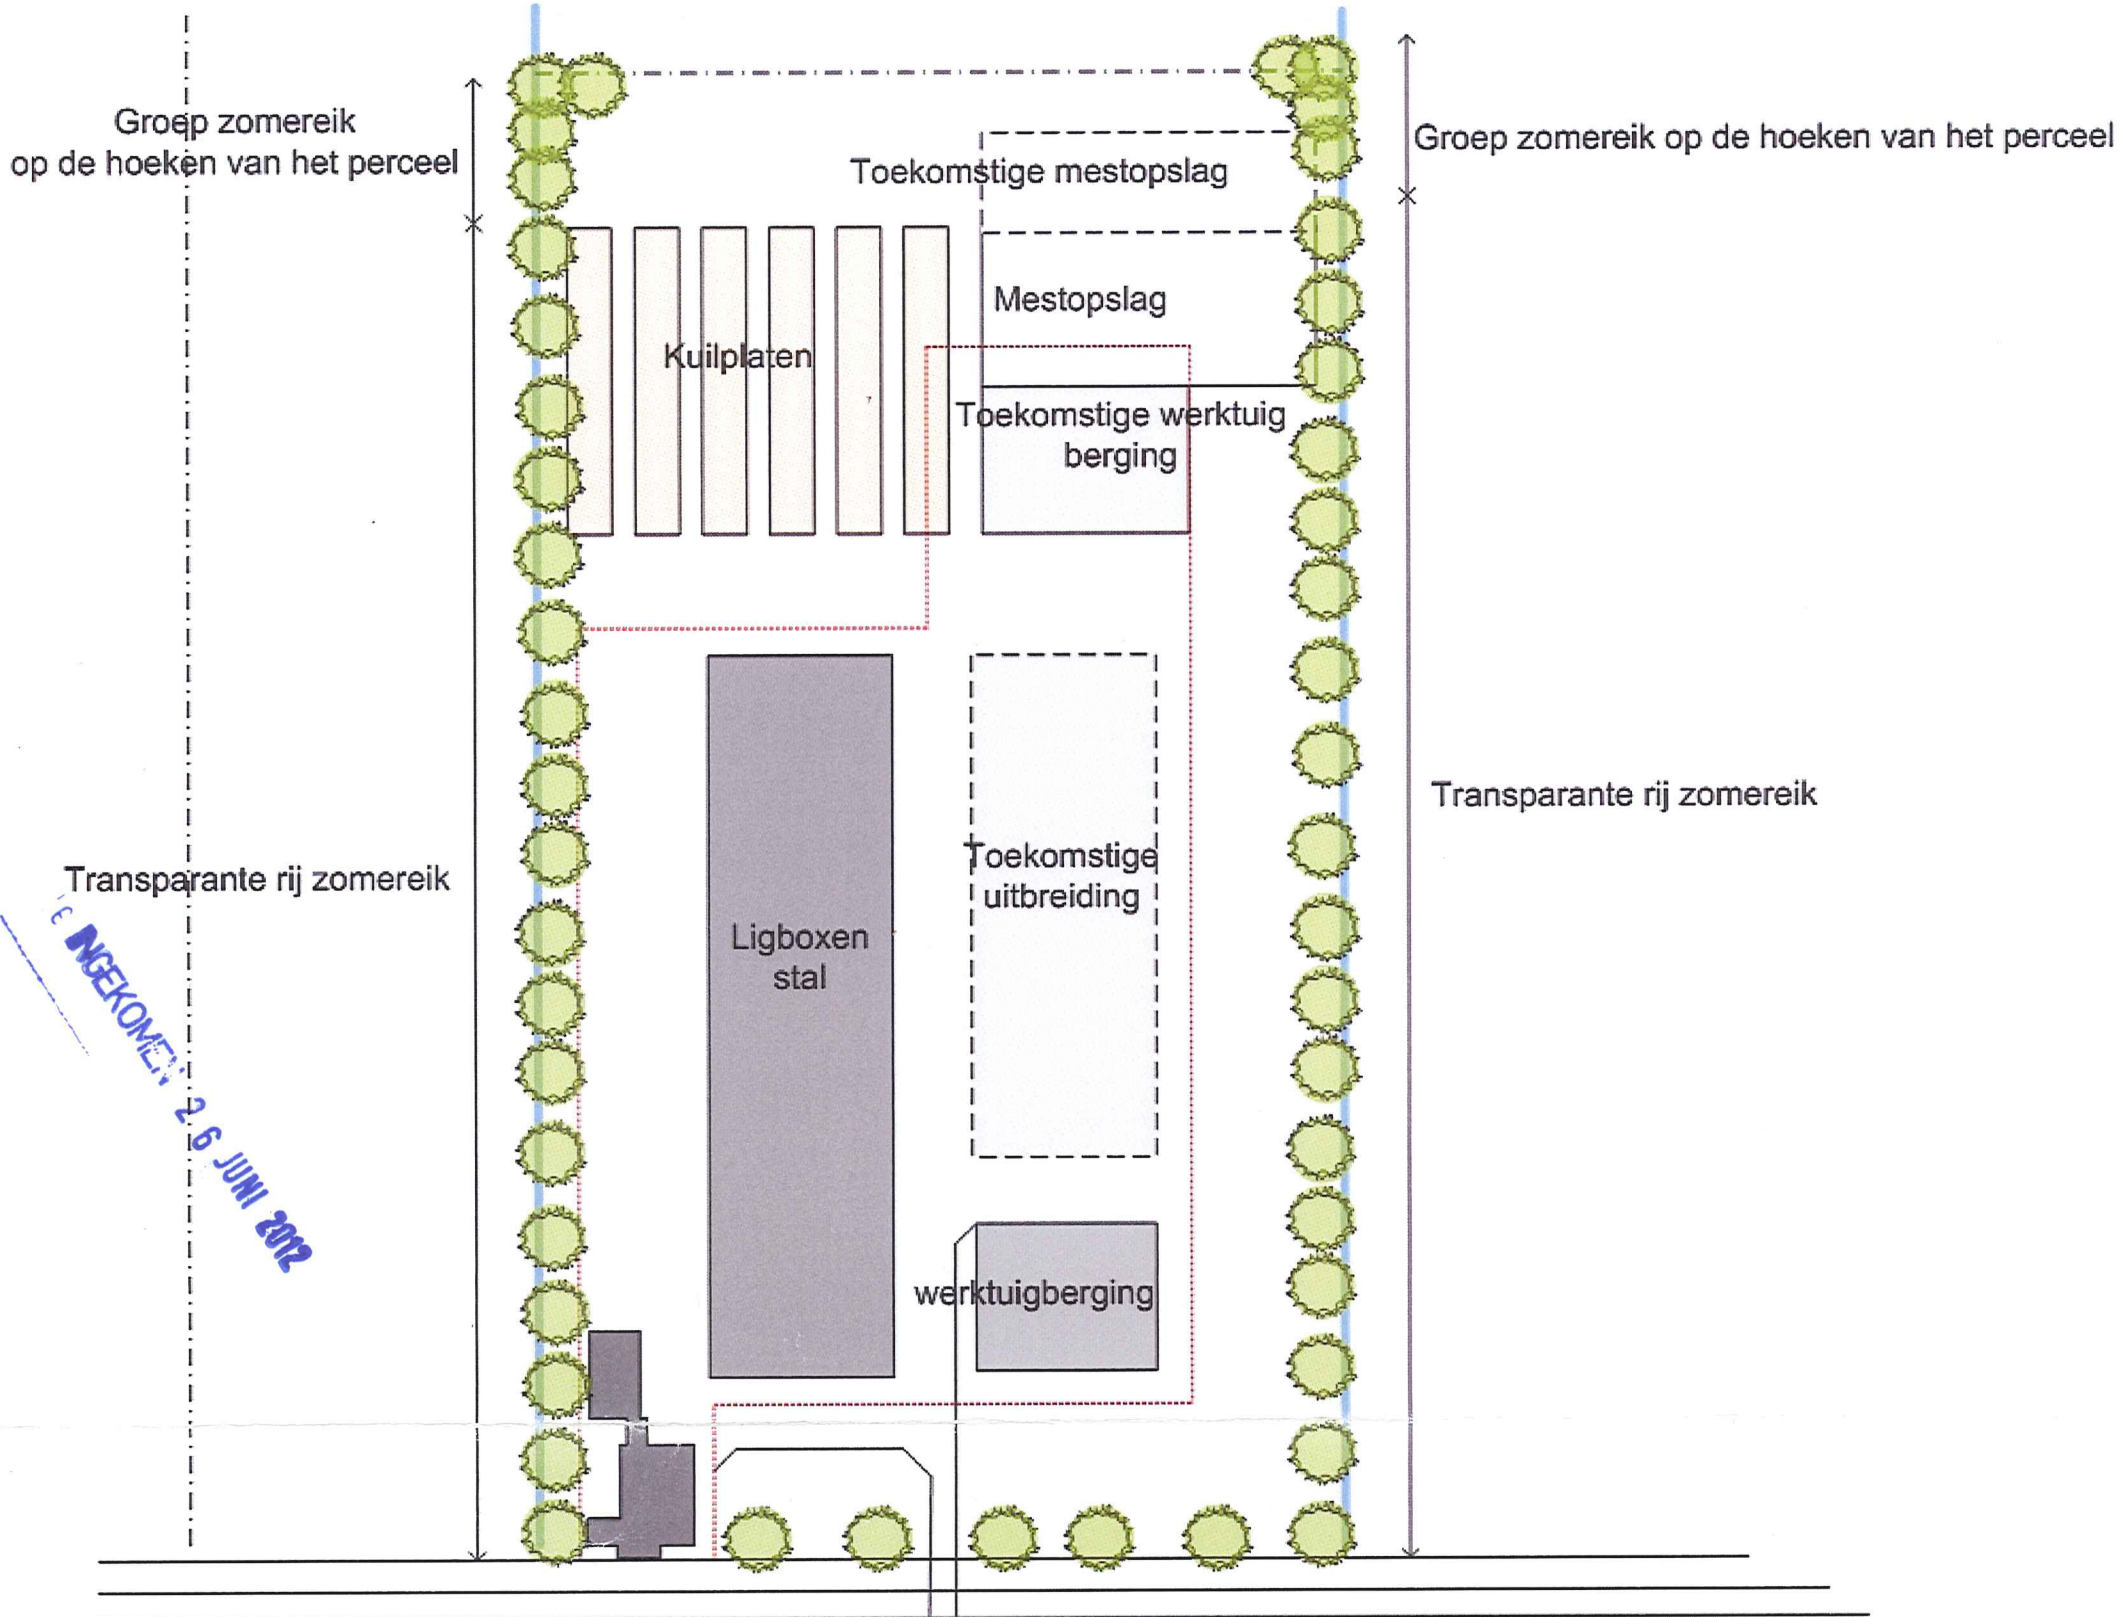 Groep zomereik
op de hoeken van het perceel
Groep zomereik op de hoeken van het perceel
Toekomstige mestopslag
Mestopslag
Kuilplaten
Toekomstige werktuig
berging
Transparante rij zomereik
Toekomstige
uitbreiding
Transparante rij zomereik
Ligboxen
stal
INGEKOMEN 26 JUNI 2012
werktuigberging